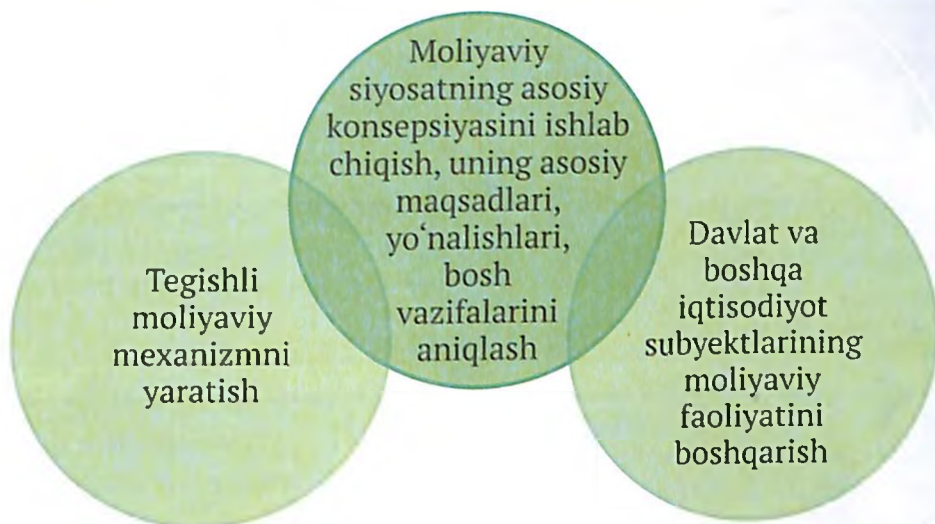 Moliyaviy
siyosatning asosiy
konsepsiyasini ishlab
chiqish, uning asosiy
maqsadlari,
yo‘nalishlari,
bosh
vazifalarini
aniqlash
Tegishli
moliyaviy
mexanizmni
yaratish
Davlat va
boshqa
iqtisodiyot
subyektlarining
moliyaviy
faoliyatini
boshqarish